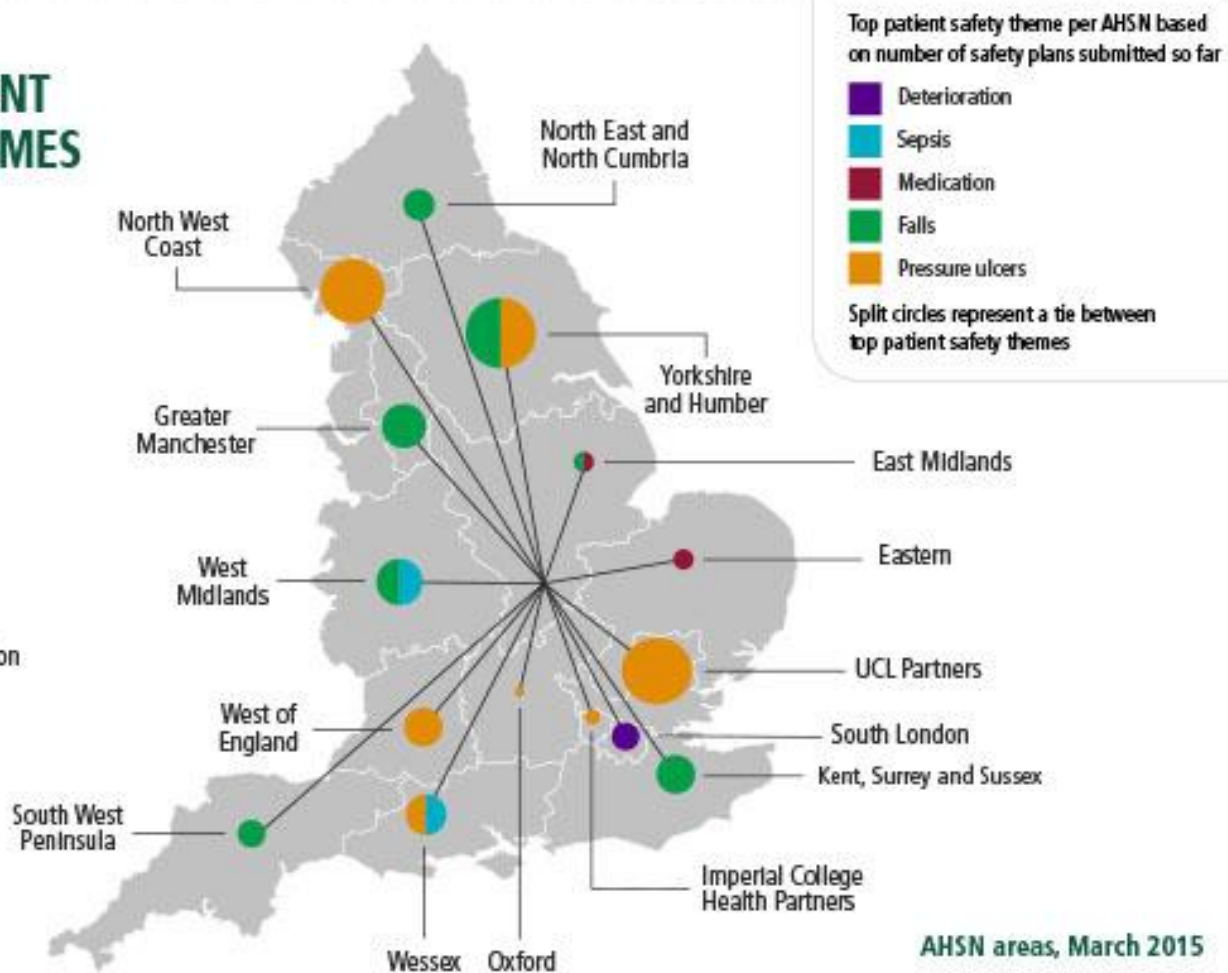 NT
MES
Top patient safety theme per AHSN based
on number of safety plans submitted so far
Deterioration
Sepsis
Medication
Falls
Pressure ulcers
Split circles represent a tie between
top patient safety themes
North East and
North Cumbria
North West
Coast
Yorkshire
and Humber
Greater
Manchester
East Midlands
Eastern
West
Midlands
on
UCL Partners
West of
England
South London
Kent, Surrey and Sussex
South West
Peninsula
Imperial College
Health Partners
Wessex
Oxford
AHSN areas, March 2015